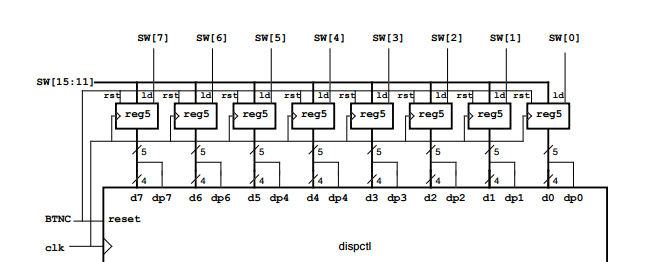 SW[7] SW[6] SW[5] SW[4] SW[3] SW[2] SW[1] SW[0]
SW[15:11]
rst ld rst ld rst ld rst ld rst ld rst ld rst ld rst ld
reg5 reg5 reg5 reg5 reg5 reg5 reg5 reg5
5 5 5 5 5 5 5 5
4 4 4 4 4 4 4 4
d7 dp7 d6 dp6 d5 dp4 d4 dp4 d3 dp3 d2 dp2 d1 dp1 d0 dp0
BTNC reset
clk dispctl